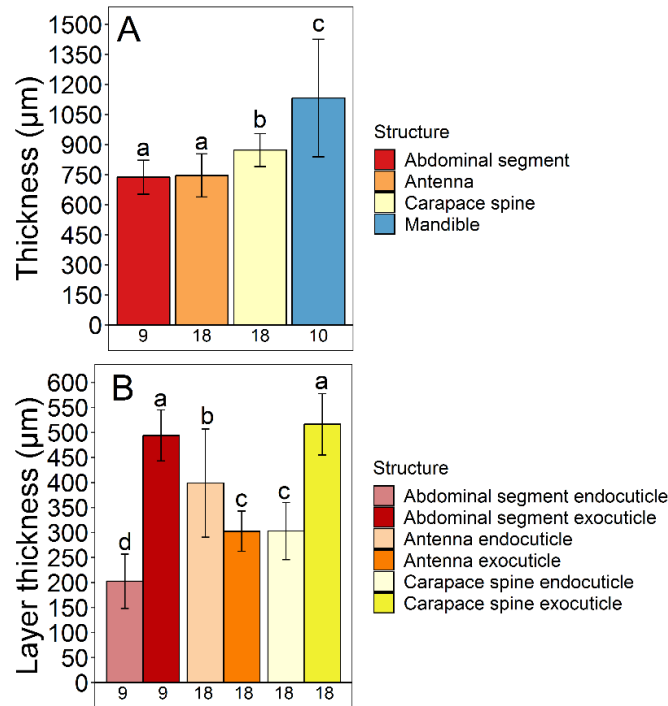 A
Thickness (µm)
1500
1350
1200
1050
900
750
600
450
300
150
0
a
a
b
c
9
18
18
10
Structure
Abdominal segment
Antenna
Carapace spine
Mandible
B
Layer thickness (µm)
600
550
500
450
400
350
300
250
200
150
100
50
0
d
a
b
c
c
a
9
9
18
18
18
18
Structure
Abdominal segment endocuticle
Abdominal segment exocuticle
Antenna endocuticle
Antenna exocuticle
Carapace spine endocuticle
Carapace spine exocuticle